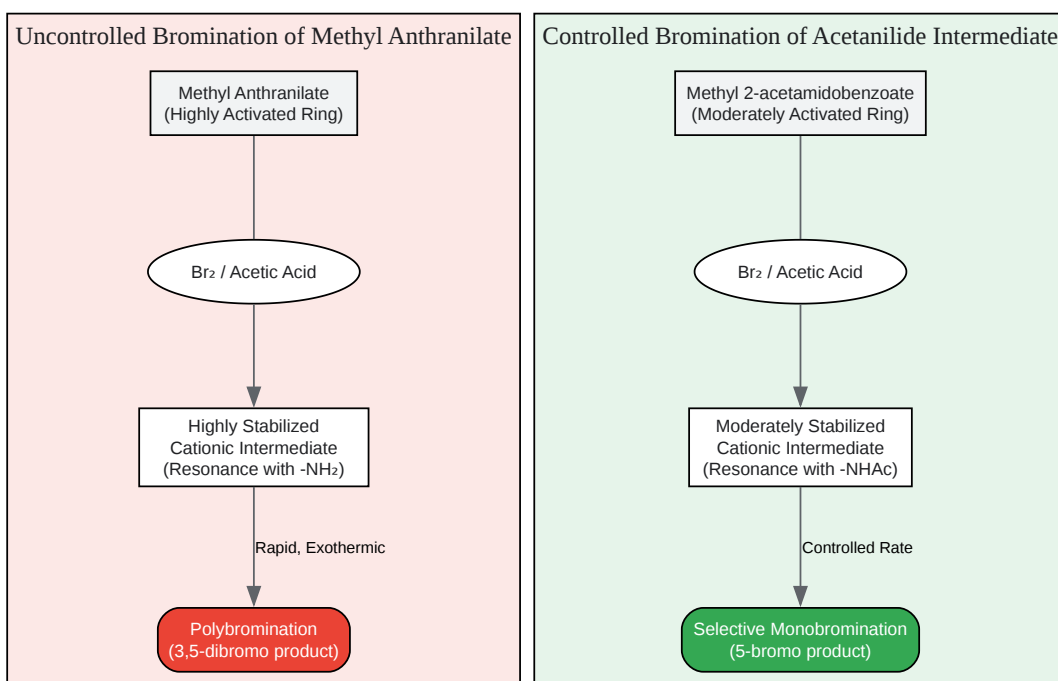 Uncontrolled Bromination of Methyl Anthranilate
Methyl Anthranilate
(Highly Activated Ring)
Br₂ / Acetic Acid
Highly Stabilized
Cationic Intermediate
(Resonance with -NH₂)
Rapid, Exothermic
Polybromination
(3,5-dibromo product)
Controlled Bromination of Acetanilide Intermediate
Methyl 2-acetamidobenzoate
(Moderately Activated Ring)
Br₂ / Acetic Acid
Moderately Stabilized
Cationic Intermediate
(Resonance with -NHAc)
Controlled Rate
Selective Monobromination
(5-bromo product)